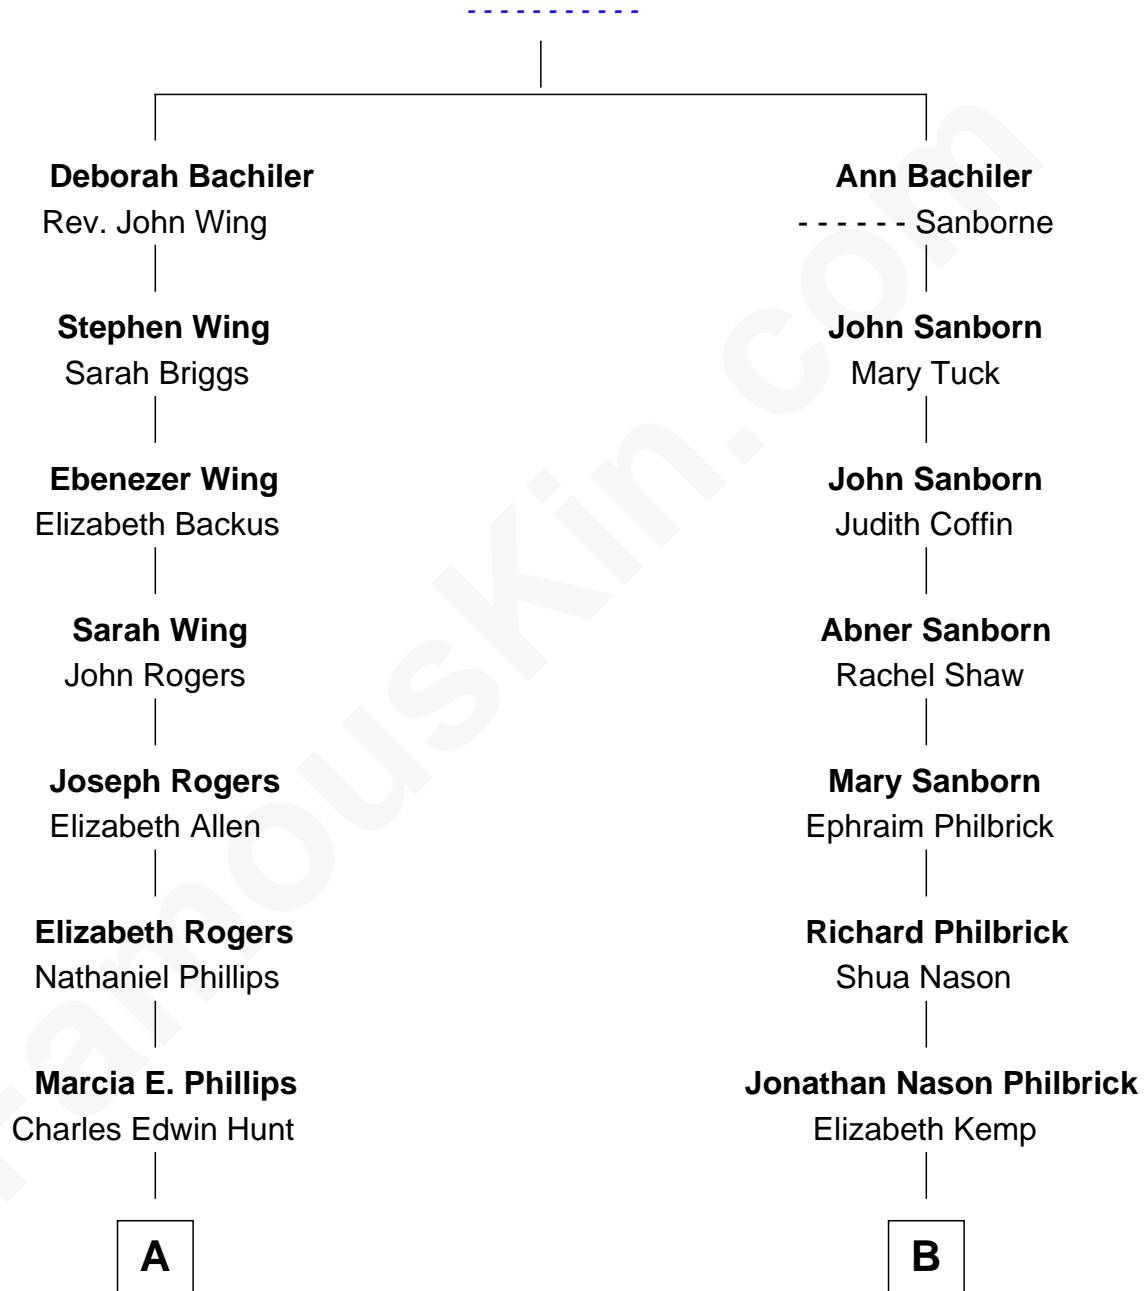 - - - - - - - - - - -
Deborah Bachiler
Rev. John Wing
Ann Bachiler
- - - - - - Sanborne
Stephen Wing
Sarah Briggs
John Sanborn
Mary Tuck
Ebenezer Wing
Elizabeth Backus
John Sanborn
Judith Coffin
Sarah Wing
John Rogers
Abner Sanborn
Rachel Shaw
Joseph Rogers
Elizabeth Allen
Mary Sanborn
Ephraim Philbrick
Elizabeth Rogers
Nathaniel Phillips
Richard Philbrick
Shua Nason
Marcia E. Phillips
Charles Edwin Hunt
Jonathan Nason Philbrick
Elizabeth Kemp
A
B
FamousKin.com